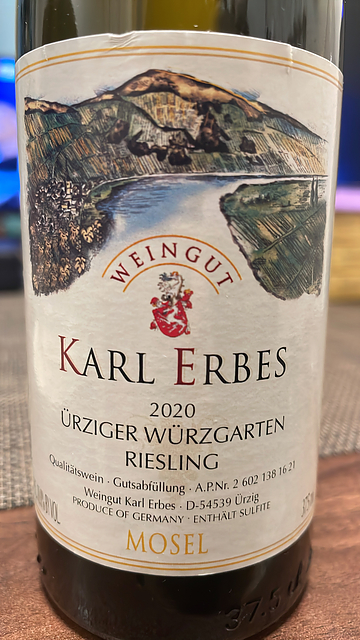 WEINGUT
KARL ERBES
2020
ÜRZIGER WÜRZGARTEN
RIESLING
Qualitätswein · Gutsabfüllung · A.P.Nr. 2 602 138 16 21
Weingut Karl Erbes · D-54539 Ürzig
PRODUCE OF GERMANY · ENTHÄLT SULFITE
MOSEL